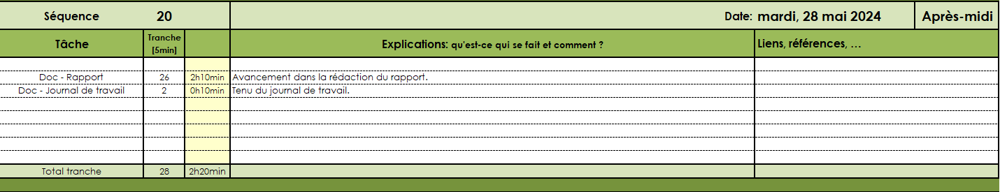 Séquence 20 Date: mardi, 28 mai 2024 Après-midi
Tâche Tranche [5min] Explications: qu'est-ce qui se fait et comment ? Liens, références, …
Doc - Rapport 26 2h10min Avancement dans la rédaction du rapport.
Doc - Journal de travail 2 0h10min Tenu du journal de travail.
Total tranche 28 2h20min